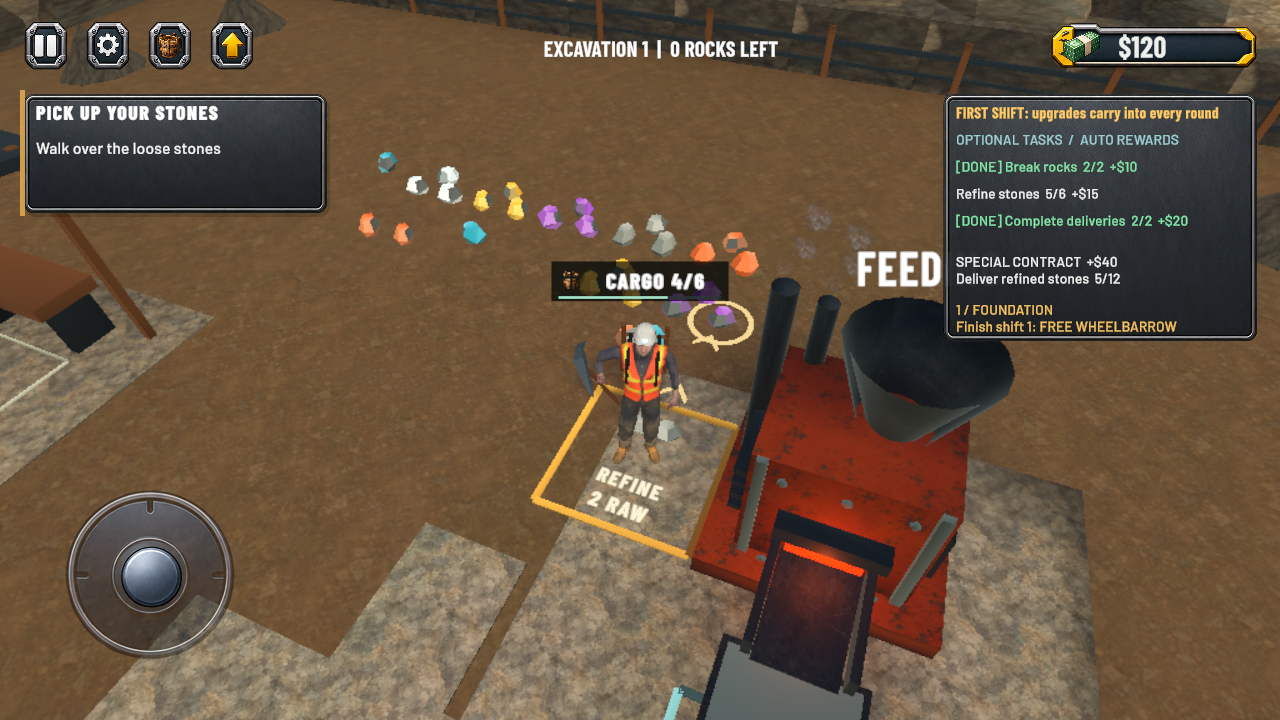 EXCAVATION 1 | 0 ROCKS LEFT
$120
PICK UP YOUR STONES
Walk over the loose stones
FIRST SHIFT: upgrades carry into every round
OPTIONAL TASKS / AUTO REWARDS
[DONE] Break rocks 2/2 +$10
Refine stones 5/6 +$15
[DONE] Complete deliveries 2/2 +$20
SPECIAL CONTRACT +$40
Deliver refined stones 5/12
1 / FOUNDATION
Finish shift 1: FREE WHEELBARROW
FEED
CARGO 4/6
REFINE
2 RAW